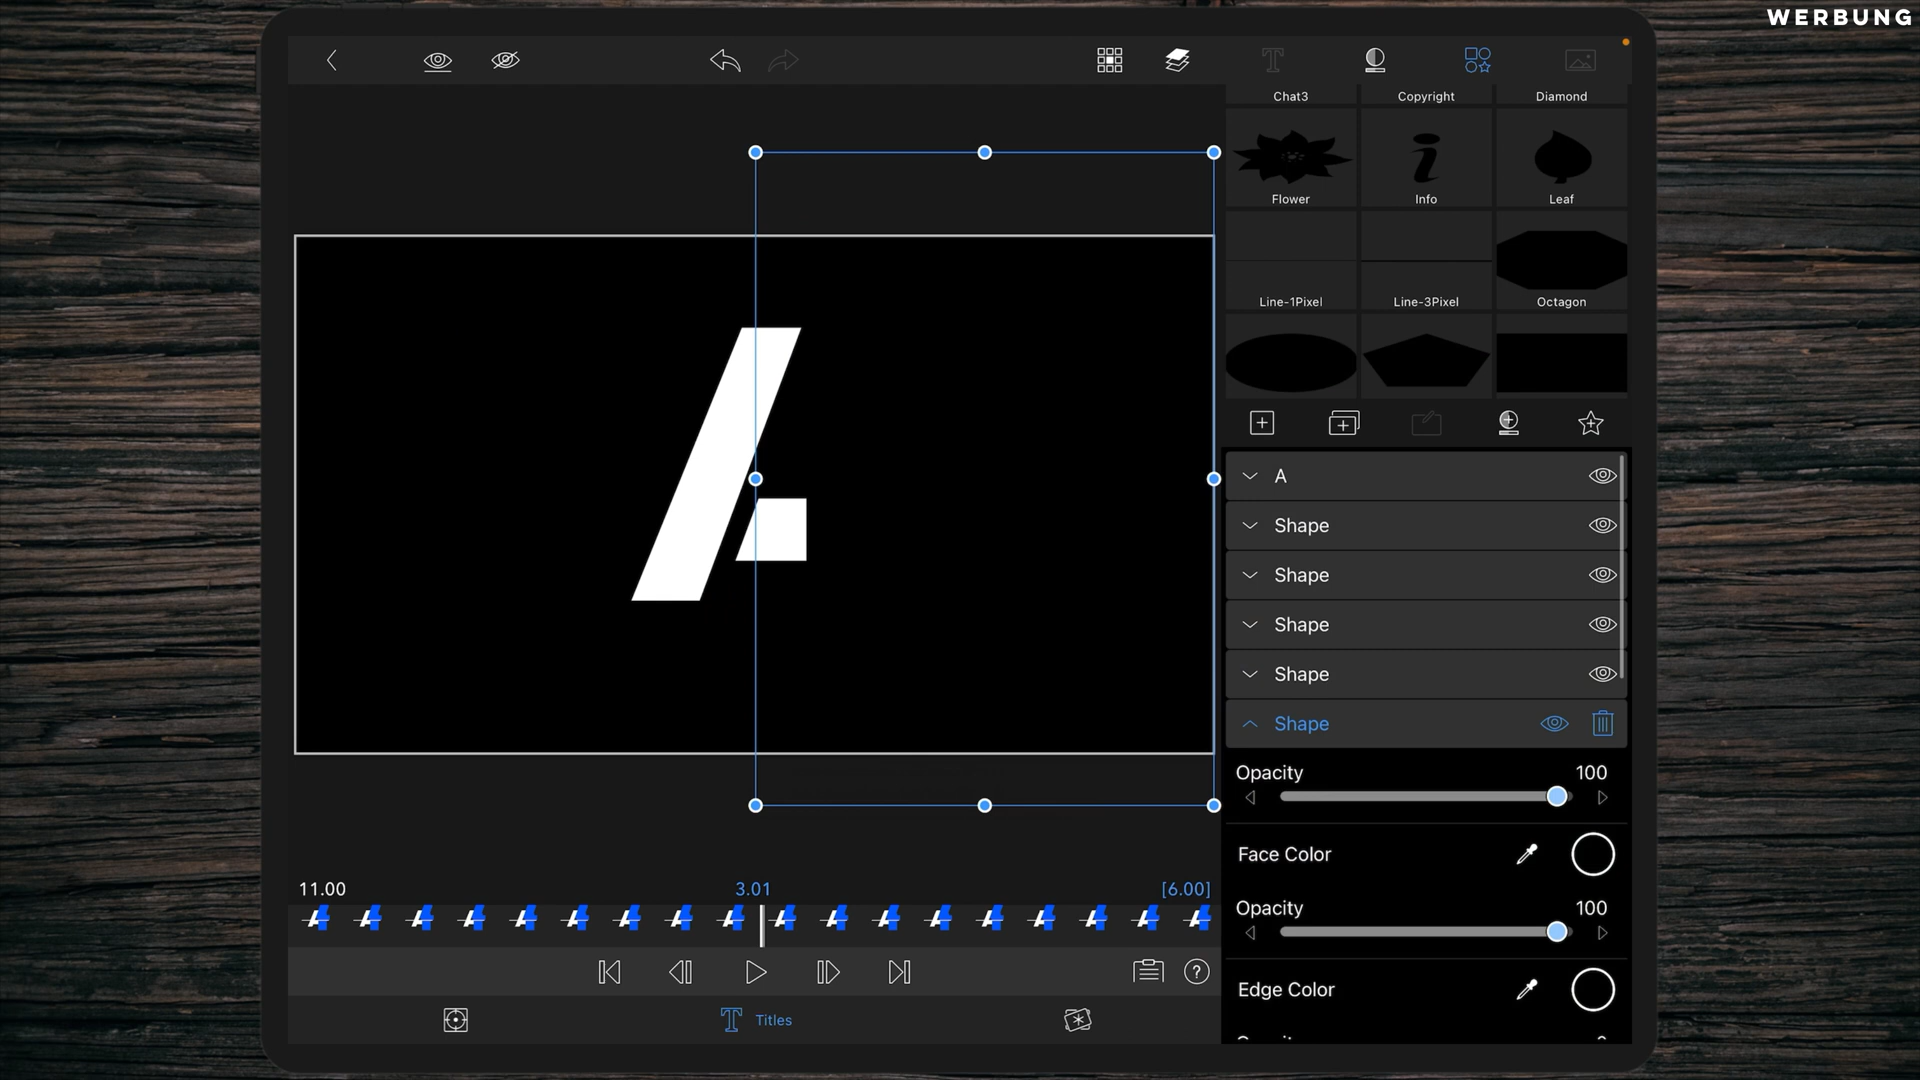 WERBUNG
Chat3
Copyright
Diamond
Flower
Info
Leaf
Line-1Pixel
Line-3Pixel
Octagon
A
Shape
Shape
Shape
Shape
Shape
Opacity 100
Face Color
Opacity 100
Edge Color
11.00 3.01 [6.00]
Titles